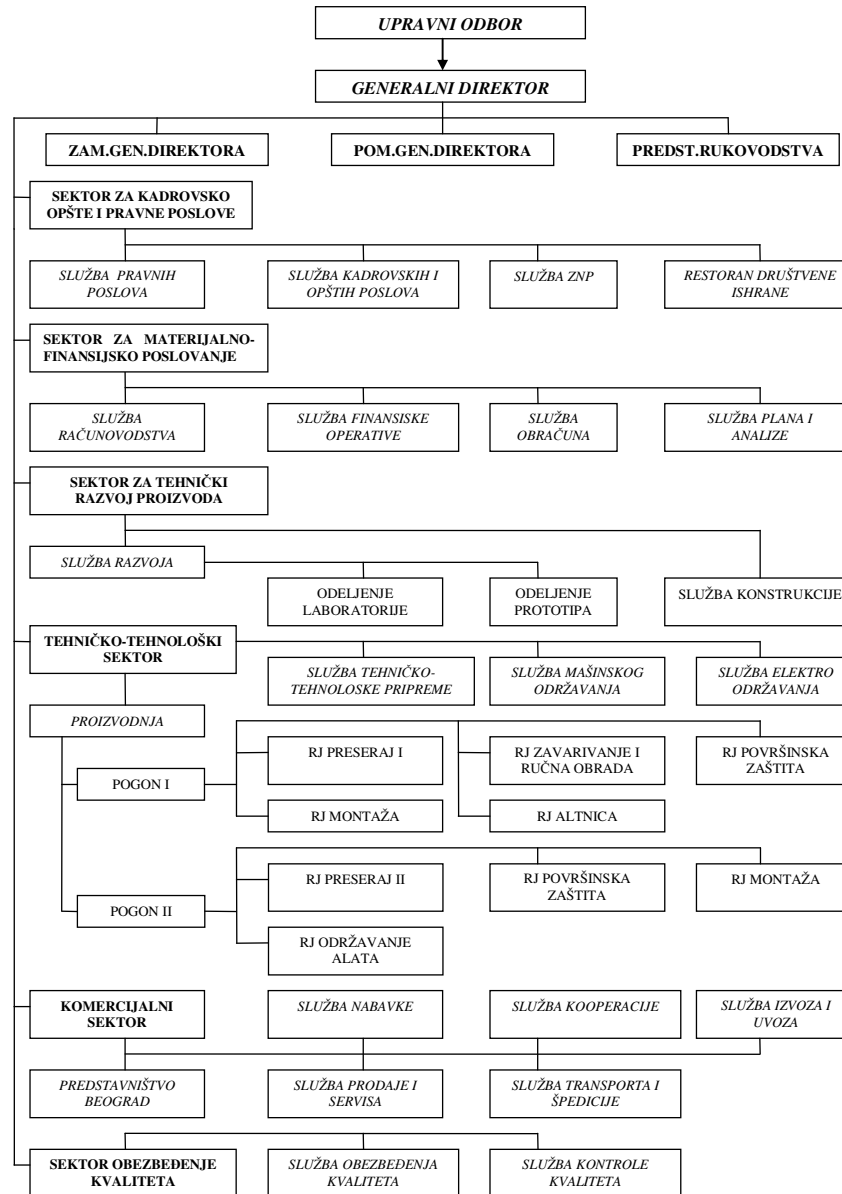 UPRAVNI ODBOR
GENERALNI DIREKTOR
ZAM.GEN.DIREKTORA
POM.GEN.DIREKTORA
PREDST.RUKOVODSTVA
SEKTOR ZA KADROVSKO
OPŠTE I PRAVNE POSLOVE
SLUŽBA PRAVNIH
POSLOVA
SLUŽBA KADROVSKIH I
OPŠTIH POSLOVA
SLUŽBA ZNP
RESTORAN DRUŠTVENE
ISHRANE
SEKTOR ZA MATERIJALNO-
FINANSIJSKO POSLOVANJE
SLUŽBA
RAČUNOVODSTVA
SLUŽBA FINANSISKE
OPERATIVE
SLUŽBA
OBRAČUNA
SLUŽBA PLANA I
ANALIZE
SEKTOR ZA TEHNIČKI
RAZVOJ PROIZVODA
SLUŽBA RAZVOJA
ODELJENJE
LABORATORIJE
ODELJENJE
PROTOTIPA
SLUŽBA KONSTRUKCIJE
TEHNIČKO-TEHNOLOŠKI
SEKTOR
SLUŽBA TEHNIČKO-
TEHNOLOSKE PRIPREME
SLUŽBA MAŠINSKOG
ODRŽAVANJA
SLUŽBA ELEKTRO
ODRŽAVANJA
PROIZVODNJA
RJ PRESERAJ I
RJ ZAVARIVANJE I
RUČNA OBRADA
RJ POVRŠINSKA
ZAŠTITA
POGON I
RJ MONTAŽA
RJ ALTNICA
RJ PRESERAJ II
RJ POVRŠINSKA
ZAŠTITA
RJ MONTAŽA
POGON II
RJ ODRŽAVANJE
ALATA
KOMERCIJALNI
SEKTOR
SLUŽBA NABAVKE
SLUŽBA KOOPERACIJE
SLUŽBA IZVOZA I
UVOZA
PREDSTAVNIŠTVO
BEOGRAD
SLUŽBA PRODAJE I
SERVISA
SLUŽBA TRANSPORTA I
ŠPEDICIJE
SEKTOR OBEZBEĐENJE
KVALITETA
SLUŽBA OBEZBEĐENJA
KVALITETA
SLUŽBA KONTROLE
KVALITETA